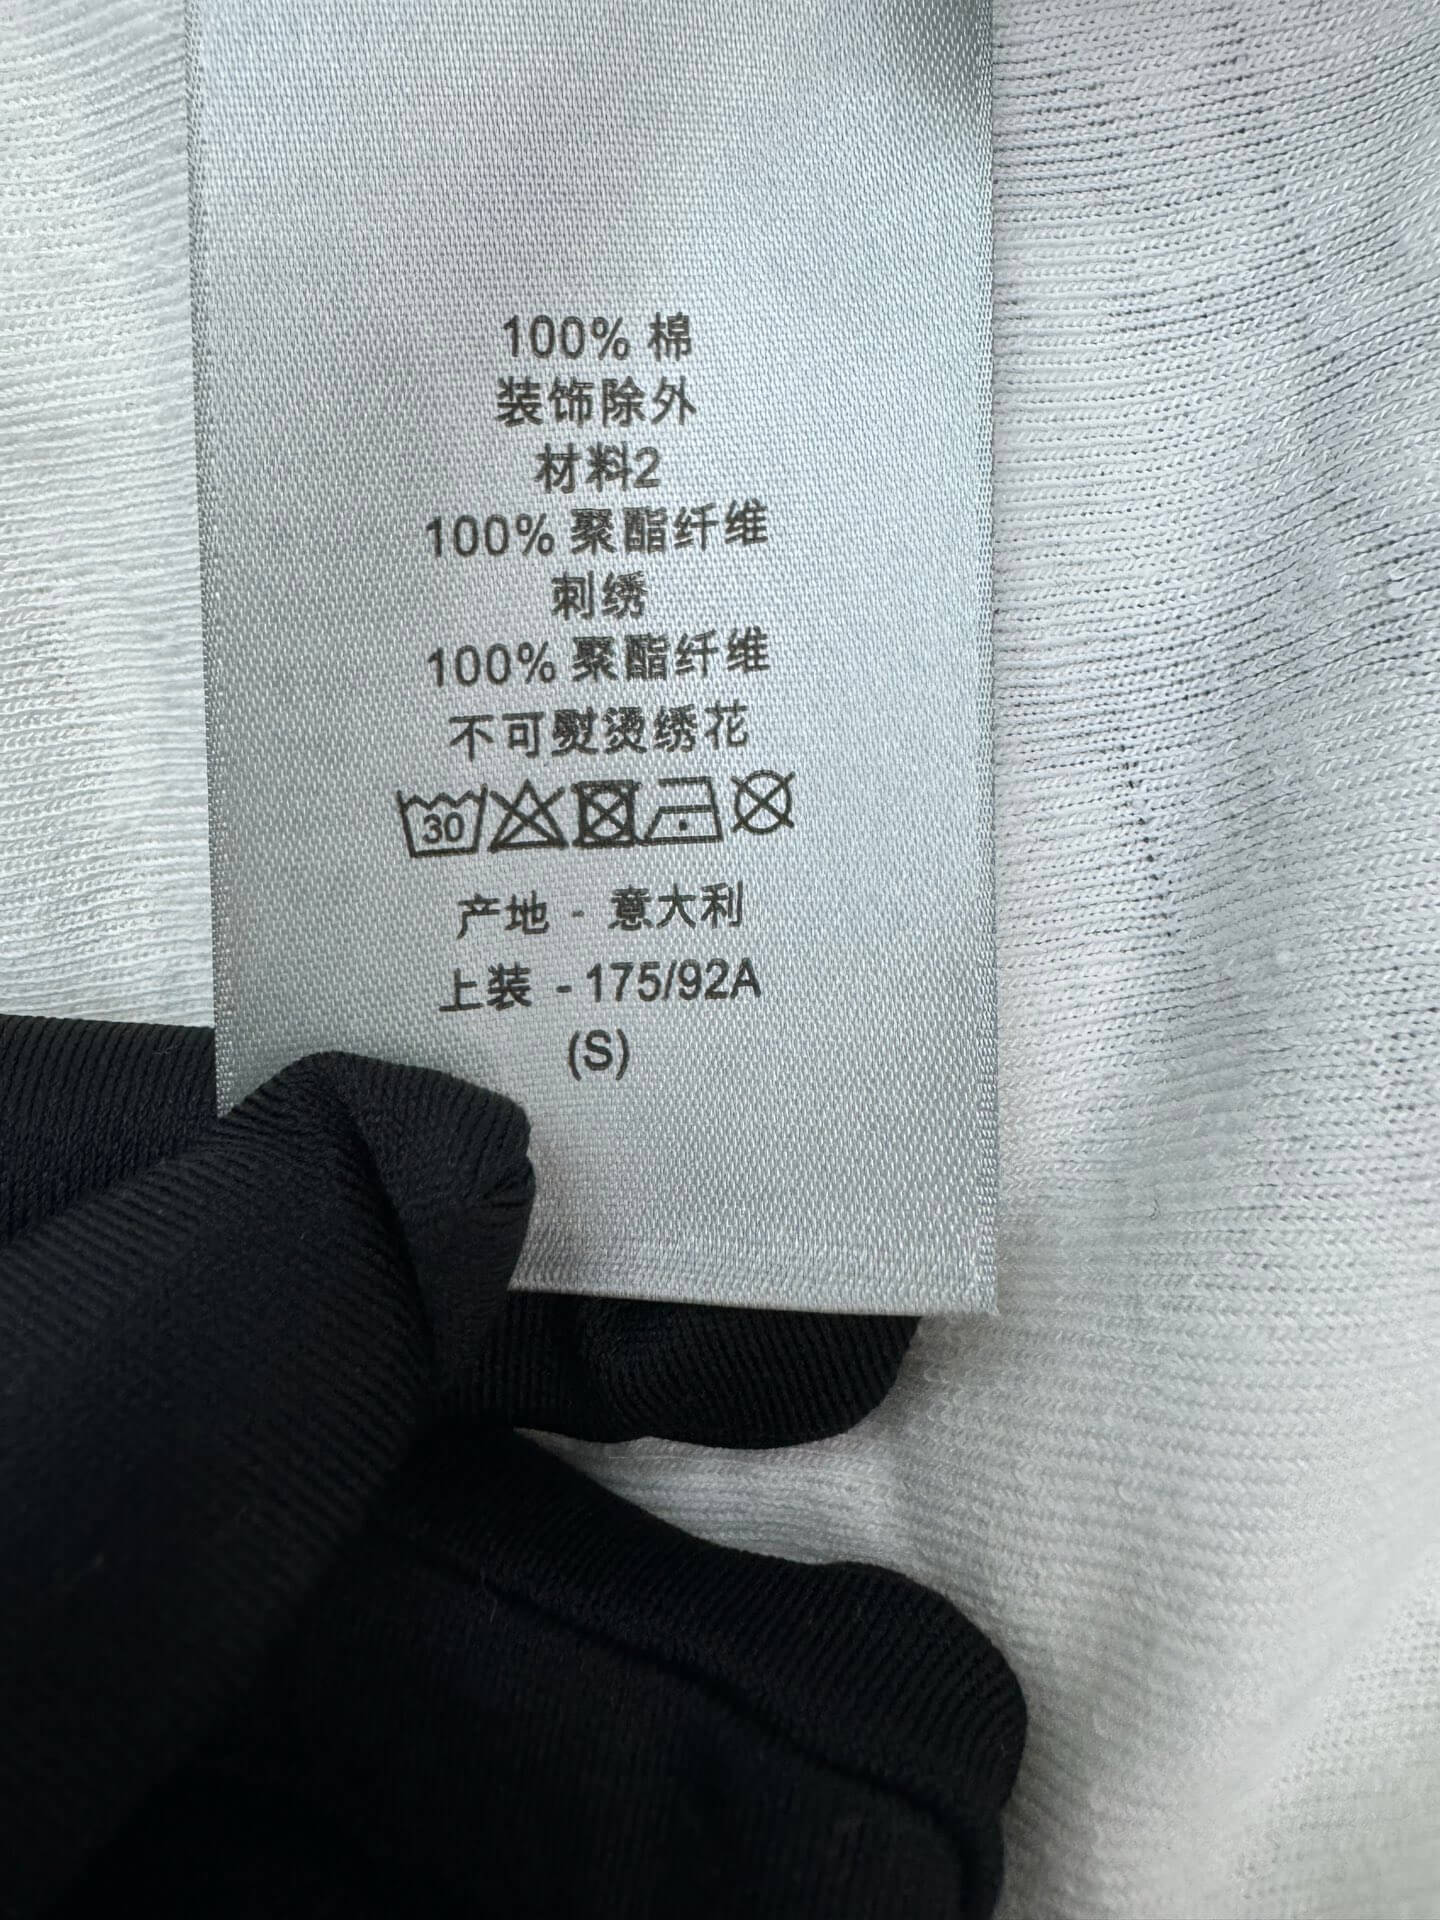 100% 棉
装饰除外
材料2
100% 聚酯纤维
刺绣
100% 聚酯纤维
不可熨烫绣花
30
产地 - 意大利
上装 - 175/92A
(S)